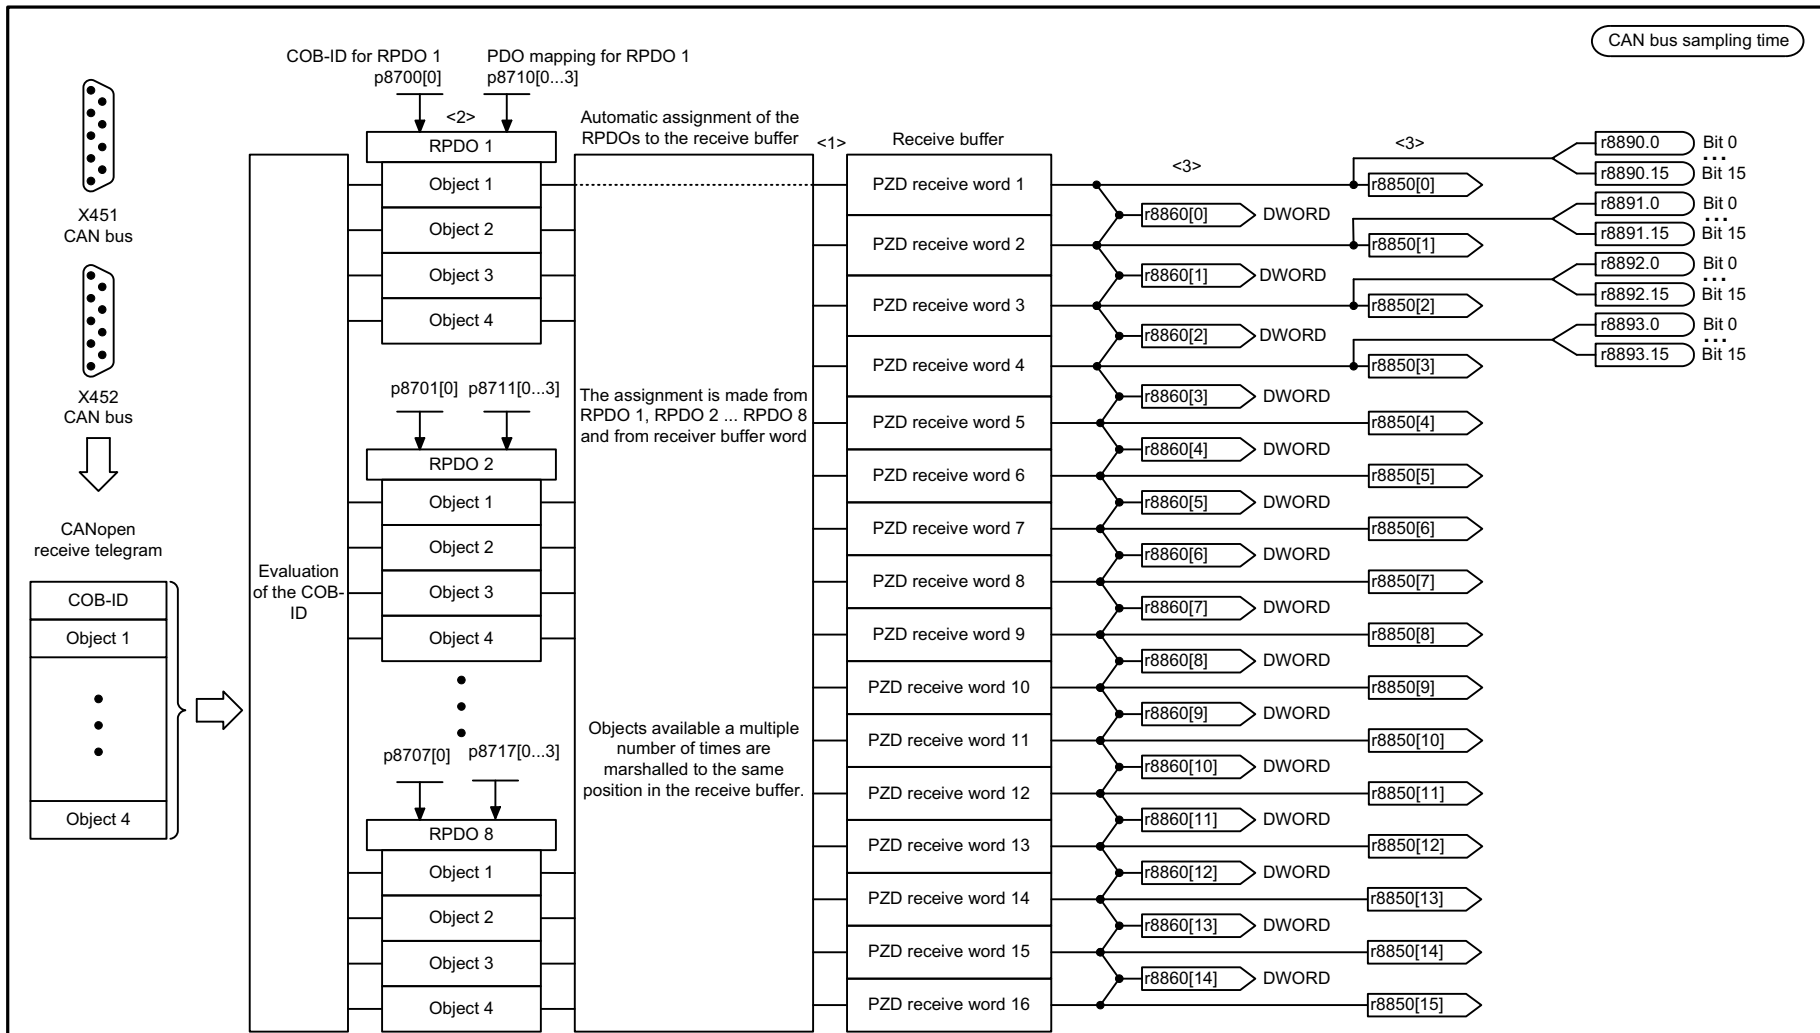 CAN bus sampling time
COB-ID for RPDO 1
p8700[0]
PDO mapping for RPDO 1
p8710[0...3]
<2>
X451
CAN bus
X452
CAN bus
CANopen
receive telegram
COB-ID
Object 1
Object 4
Evaluation
of the COB-
ID
RPDO 1
Object 1
Object 2
Object 3
Object 4
p8701[0]
p8711[0...3]
RPDO 2
Object 1
Object 2
Object 3
Object 4
p8707[0]
p8717[0...3]
RPDO 8
Object 1
Object 2
Object 3
Object 4
Automatic assignment of the
RPDOs to the receive buffer
The assignment is made from
RPDO 1, RPDO 2 ... RPDO 8
and from receiver buffer word
Objects available a multiple
number of times are
marshalled to the same
position in the receive buffer.
<1>
Receive buffer
PZD receive word 1
PZD receive word 2
PZD receive word 3
PZD receive word 4
PZD receive word 5
PZD receive word 6
PZD receive word 7
PZD receive word 8
PZD receive word 9
PZD receive word 10
PZD receive word 11
PZD receive word 12
PZD receive word 13
PZD receive word 14
PZD receive word 15
PZD receive word 16
<3>
r8860[0] DWORD
r8860[1] DWORD
r8860[2] DWORD
r8860[3] DWORD
r8860[4] DWORD
r8860[5] DWORD
r8860[6] DWORD
r8860[7] DWORD
r8860[8] DWORD
r8860[9] DWORD
r8860[10] DWORD
r8860[11] DWORD
r8860[12] DWORD
r8860[13] DWORD
r8860[14] DWORD
<3>
r8850[0]
r8850[1]
r8850[2]
r8850[3]
r8850[4]
r8850[5]
r8850[6]
r8850[7]
r8850[8]
r8850[9]
r8850[10]
r8850[11]
r8850[12]
r8850[13]
r8850[14]
r8850[15]
r8890.0 Bit 0
...
r8890.15 Bit 15
r8891.0 Bit 0
...
r8891.15 Bit 15
r8892.0 Bit 0
...
r8892.15 Bit 15
r8893.0 Bit 0
...
r8893.15 Bit 15